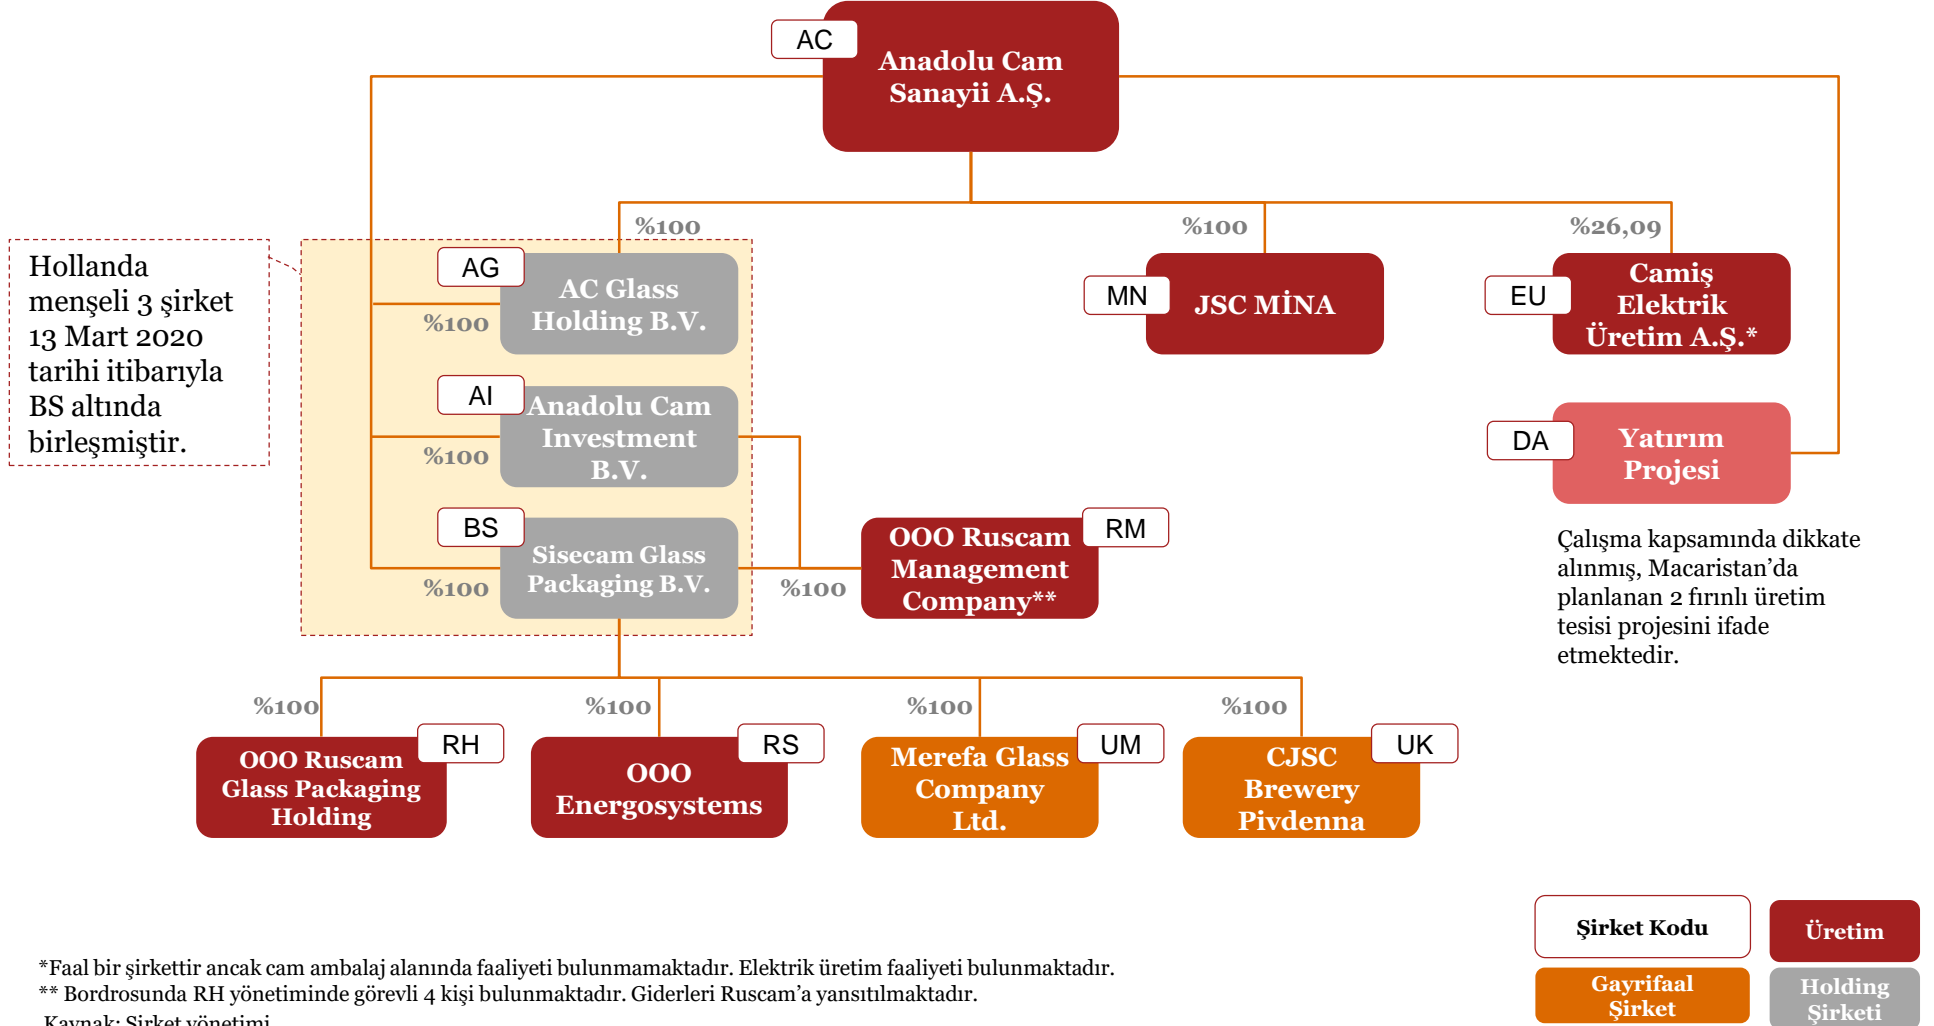 AC
Anadolu Cam
Sanayii A.Ş.
%100
%100
%26,09
Hollanda
menşeli 3 şirket
13 Mart 2020
tarihi itibarıyla
BS altında
birleşmiştir.
AG
AC Glass
Holding B.V.
%100
MN
JSC MİNA
EU
Camiş
Elektrik
Üretim A.Ş.*
AI
Anadolu Cam
Investment
B.V.
%100
DA
Yatırım
Projesi
BS
Sisecam Glass
Packaging B.V.
%100
%100
OOO Ruscam
Management
Company**
RM
Çalışma kapsamında dikkate
alınmış, Macaristan’da
planlanan 2 fırınlı üretim
tesisi projesini ifade
etmektedir.
%100
%100
%100
%100
RH
OOO Ruscam
Glass Packaging
Holding
RS
OOO
Energosystems
UM
Merefa Glass
Company
Ltd.
UK
CJSC
Brewery
Pivdenna
Şirket Kodu
Üretim
Gayrifaal
Şirket
Holding
Şirketi
*Faal bir şirkettir ancak cam ambalaj alanında faaliyeti bulunmamaktadır. Elektrik üretim faaliyeti bulunmaktadır.
** Bordrosunda RH yönetiminde görevli 4 kişi bulunmaktadır. Giderleri Ruscam’a yansıtılmaktadır.
Kaynak: Şirket yönetimi